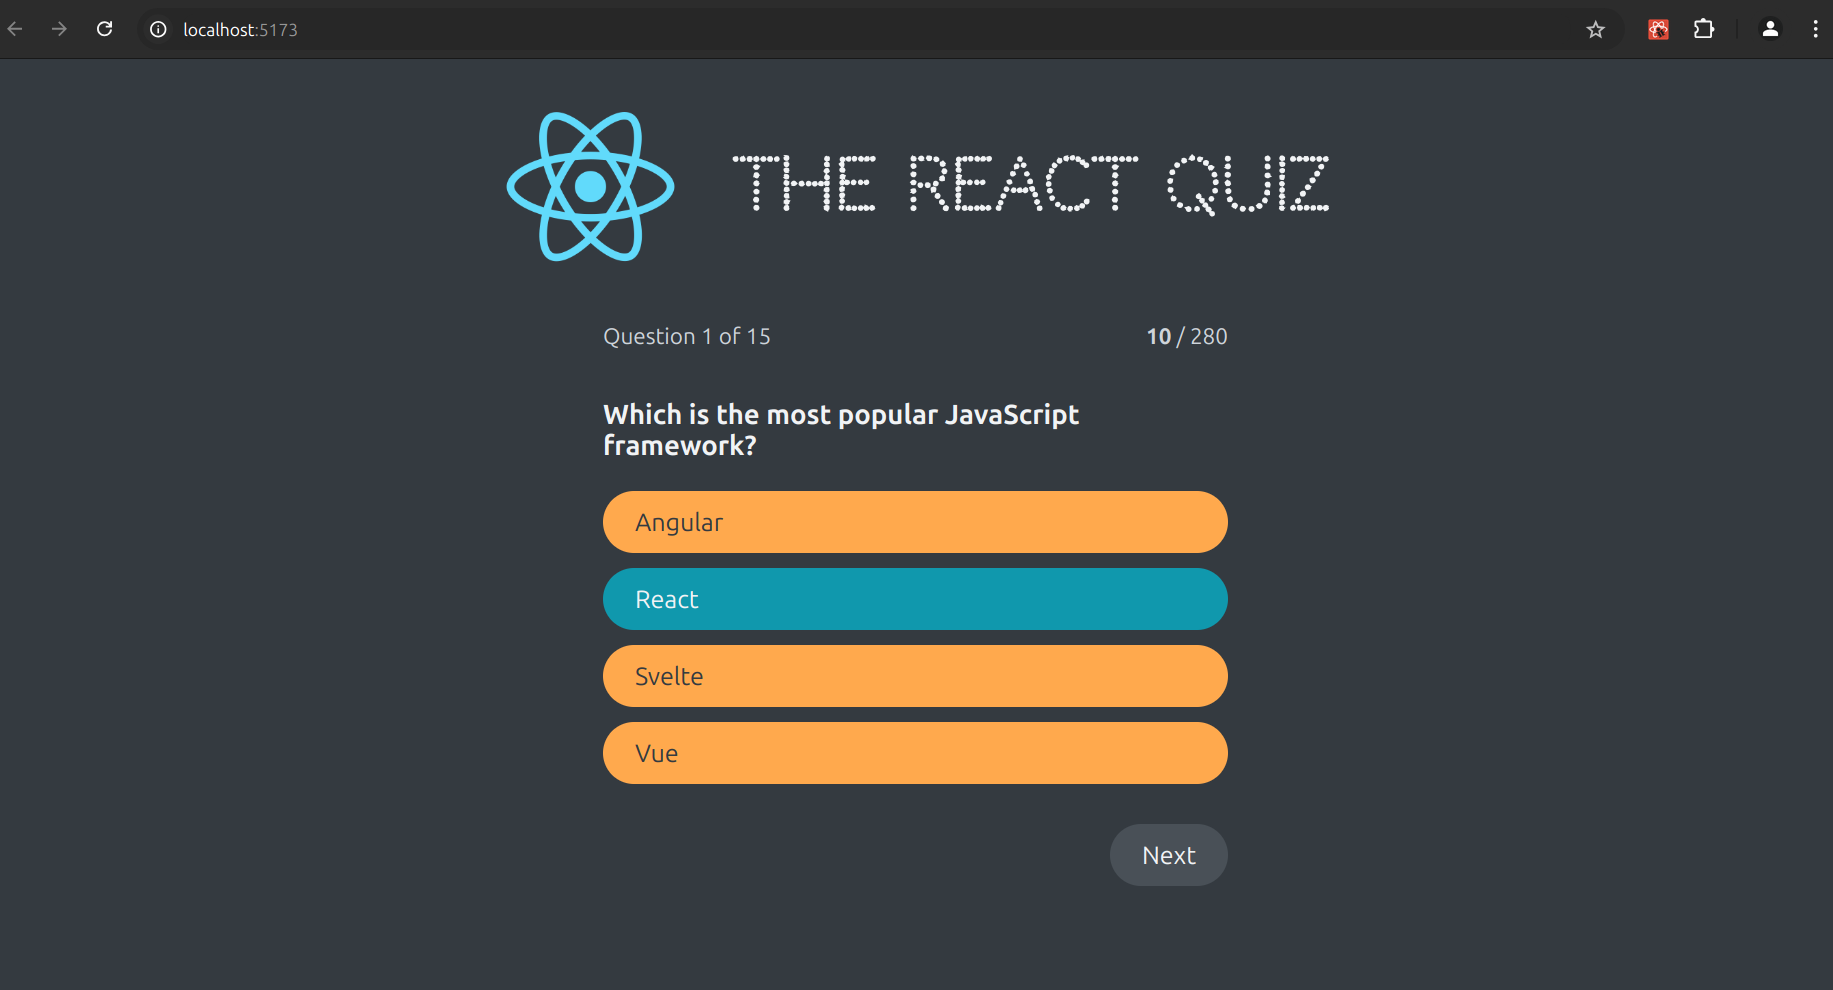 localhost:5173
THE REACT QUIZ
Question 1 of 15
10 / 280
Which is the most popular JavaScript
framework?
Angular
React
Svelte
Vue
Next